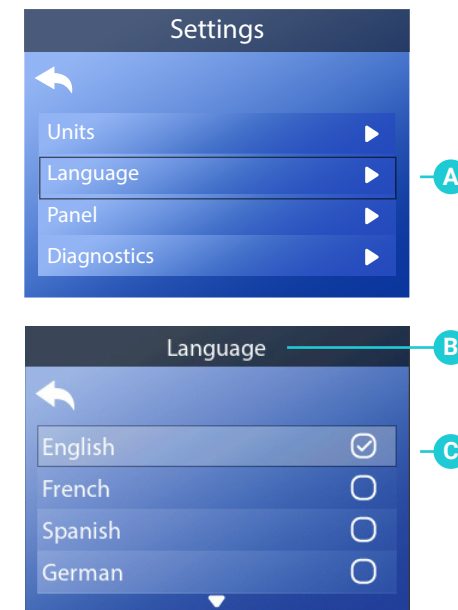 Settings
Units
Language
A
Panel
Diagnostics
Language
B
English
C
French
Spanish
German